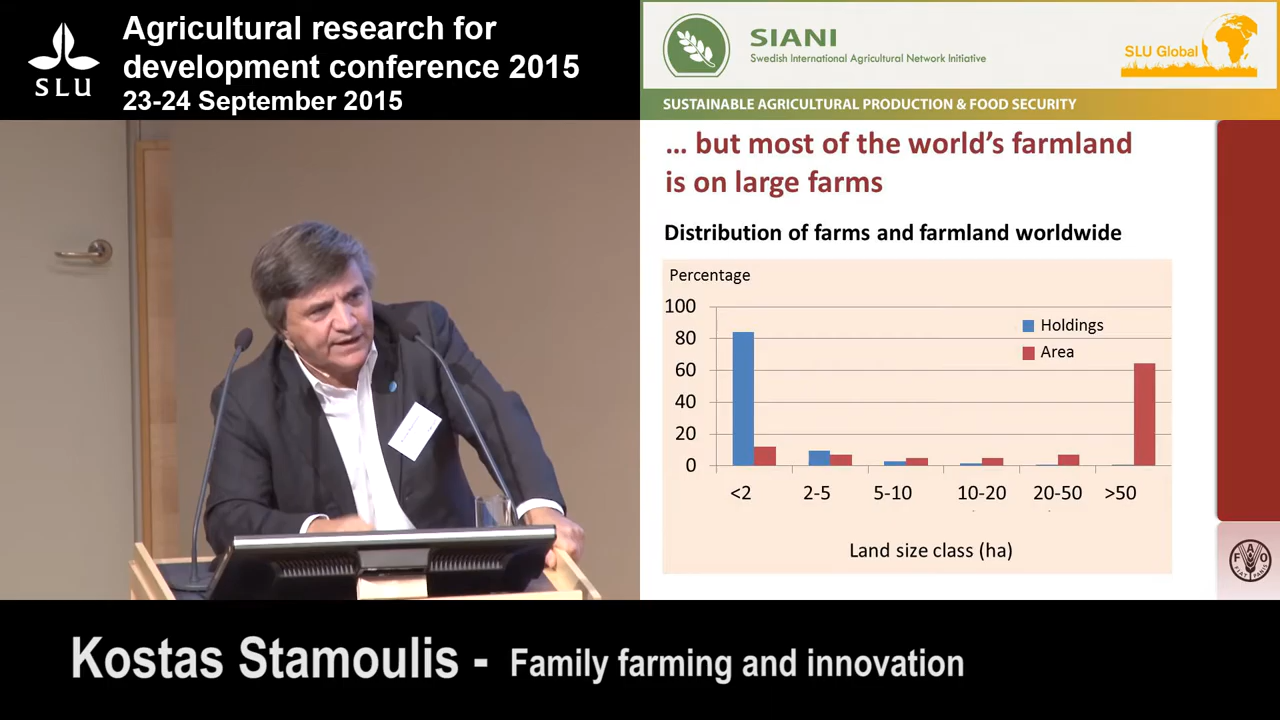 SLU
Agricultural research for
development conference 2015
23-24 September 2015
SIANI
Swedish International Agricultural Network Initiative
SLU Global
SUSTAINABLE AGRICULTURAL PRODUCTION & FOOD SECURITY
… but most of the world’s farmland
is on large farms
Distribution of farms and farmland worldwide
Percentage
100
80
60
40
20
0
Holdings
Area
<2 2-5 5-10 10-20 20-50 >50
Land size class (ha)
F A O
FIAT PANIS
Kostas Stamoulis - Family farming and innovation